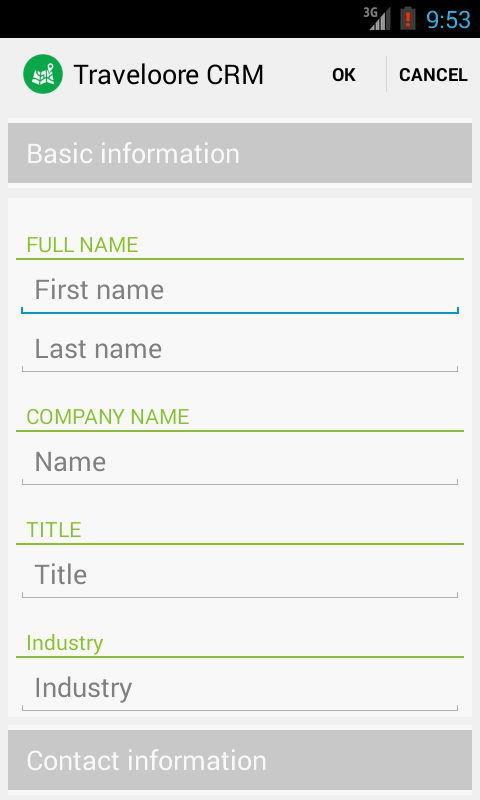 3G 9:53
Traveloore CRM OK CANCEL
Basic information
FULL NAME
First name
Last name
COMPANY NAME
Name
TITLE
Title
Industry
Industry
Contact information